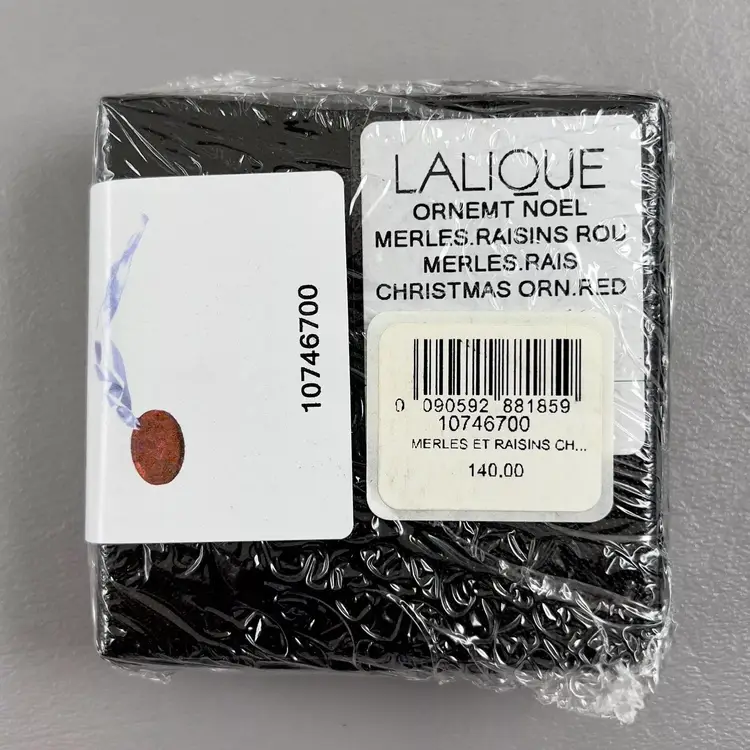 LALIQUE
ORNEMT NOEL
MERLES.RAISINS ROU
MERLES.RAIS
CHRISTMAS ORN.RED
10746700
0 090592 881859
10746700
MERLES ET RAISINS CH...
140.00